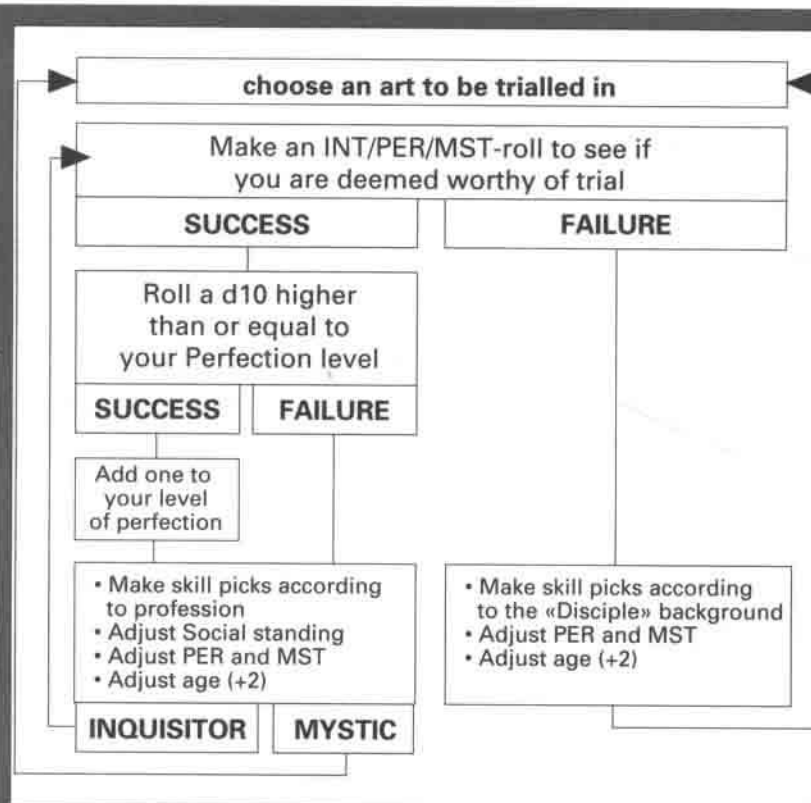 choose an art to be trialled in
Make an INT/PER/MST-roll to see if
you are deemed worthy of trial
SUCCESS
FAILURE
Roll a d10 higher
than or equal to
your Perfection level
SUCCESS
FAILURE
Add one to
your level
of perfection
• Make skill picks according
to profession
• Adjust Social standing
• Adjust PER and MST
• Adjust age (+2)
• Make skill picks according
to the «Disciple» background
• Adjust PER and MST
• Adjust age (+2)
INQUISITOR
MYSTIC